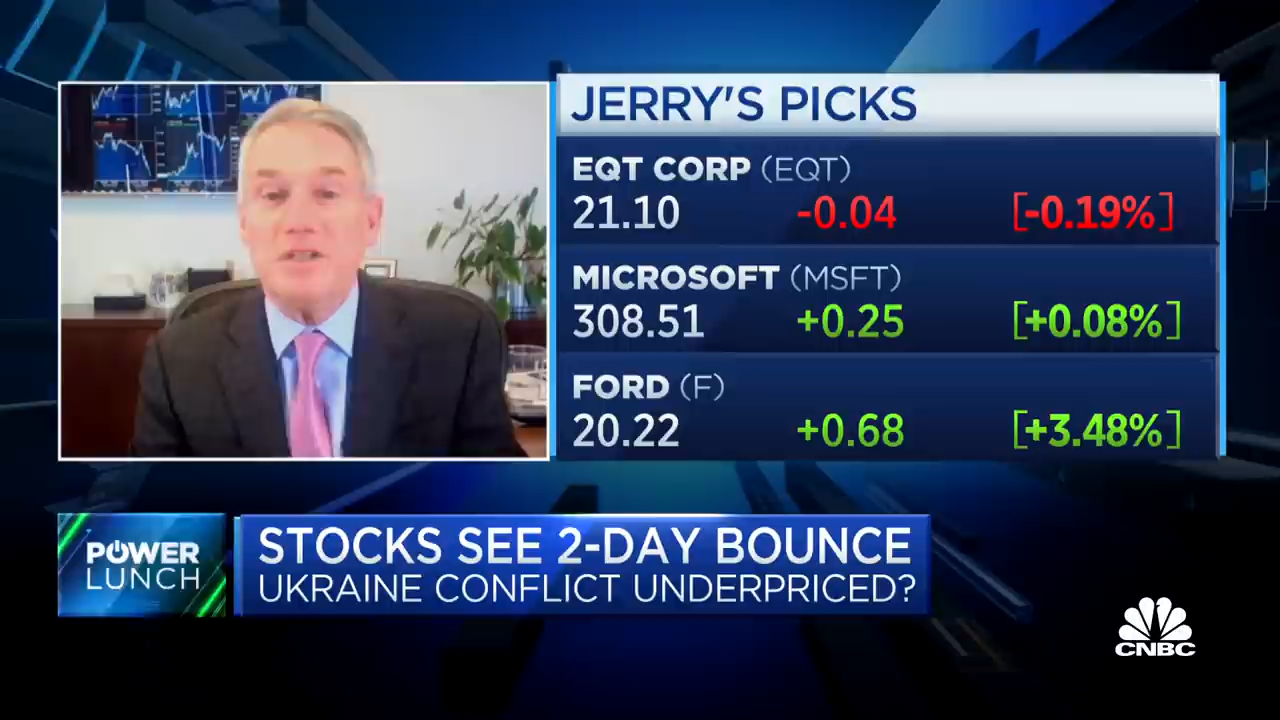 JERRY'S PICKS
EQT CORP (EQT)
21.10 -0.04 [-0.19%]
MICROSOFT (MSFT)
308.51 +0.25 [+0.08%]
FORD (F)
20.22 +0.68 [+3.48%]
POWER
LUNCH
STOCKS SEE 2-DAY BOUNCE
UKRAINE CONFLICT UNDERPRICED?
CNBC